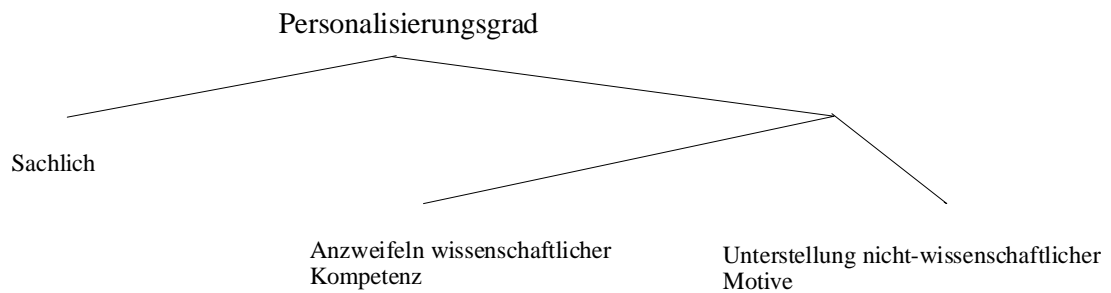 Personalisierungsgrad
Sachlich
Anzweifeln wissenschaftlicher
Kompetenz
Unterstellung nicht-wissenschaftlicher
Motive